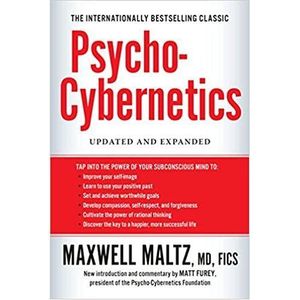 THE INTERNATIONALLY BESTSELLING CLASSIC
Psycho-
Cybernetics
UPDATED AND EXPANDED
TAP INTO THE POWER OF YOUR SUBCONSCIOUS MIND TO:
• Improve your self-image
• Learn to use your positive past
• Set and achieve worthwhile goals
• Develop compassion, self-respect, and forgiveness
• Cultivate the power of rational thinking
• Discover the key to a happier, more successful life
MAXWELL MALTZ, MD, FICS
New introduction and commentary by MATT FUREY,
president of the Psycho-Cybernetics Foundation